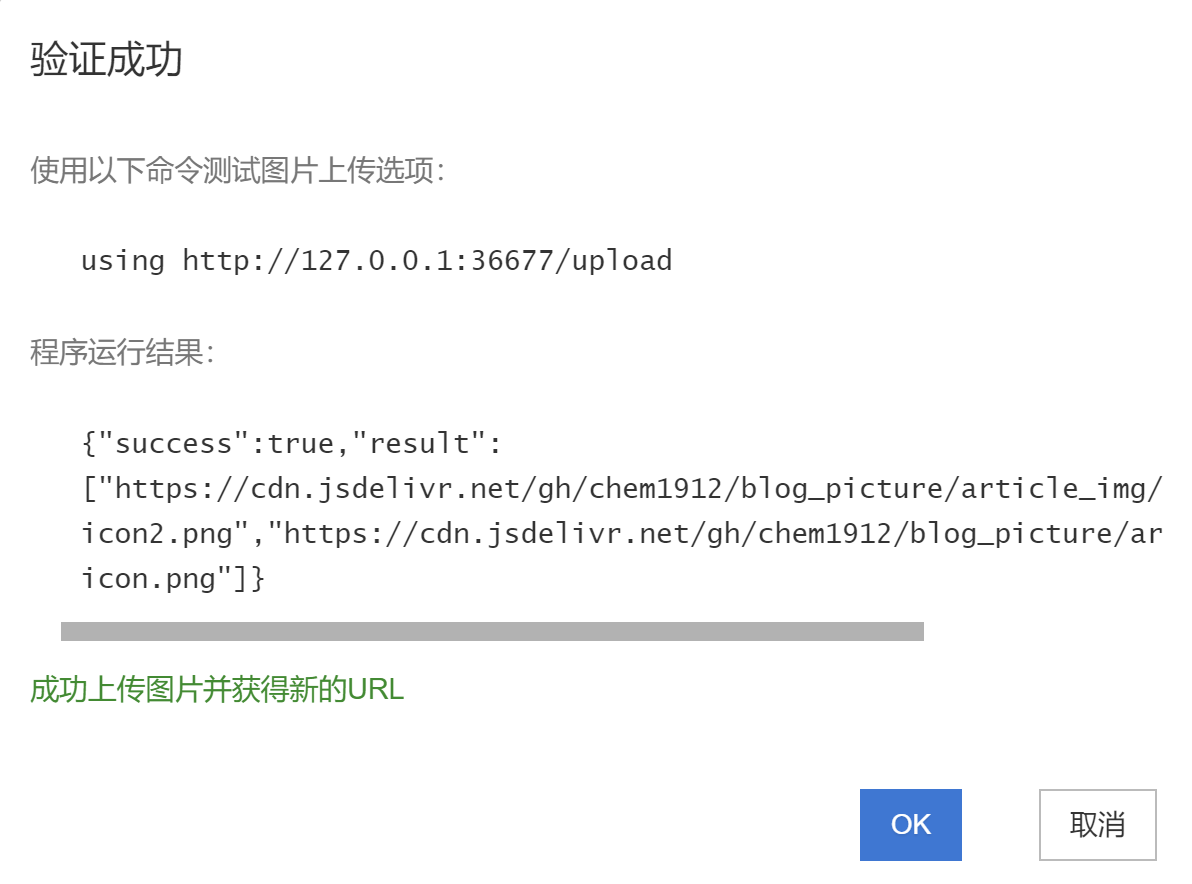 验证成功
使用以下命令测试图片上传选项：
using http://127.0.0.1:36677/upload
程序运行结果：
{"success":true,"result":
["https://cdn.jsdelivr.net/gh/chem1912/blog_picture/article_img/
icon2.png","https://cdn.jsdelivr.net/gh/chem1912/blog_picture/ar
icon.png"]}
成功上传图片并获得新的URL
OK
取消